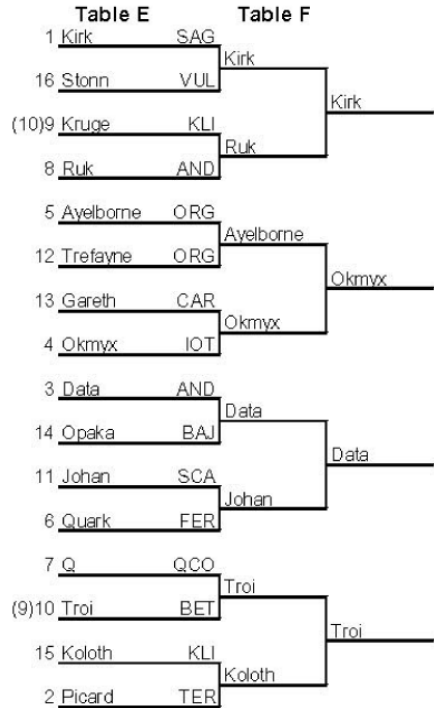 Table E Table F
1 Kirk SAG
Kirk
16 Stonn VUL
Kirk
(10)9 Kruge KLI
Ruk
8 Ruk AND
5 Ayelborne ORG
Ayelborne
12 Trefayne ORG
Okmyx
13 Gareth CAR
Okmyx
4 Okmyx IOT
3 Data AND
Data
14 Opaka BAJ
Data
11 Johan SCA
Johan
6 Quark FER
7 Q QCO
Troi
(9)10 Troi BET
Troi
15 Koloth KLI
Koloth
2 Picard TER